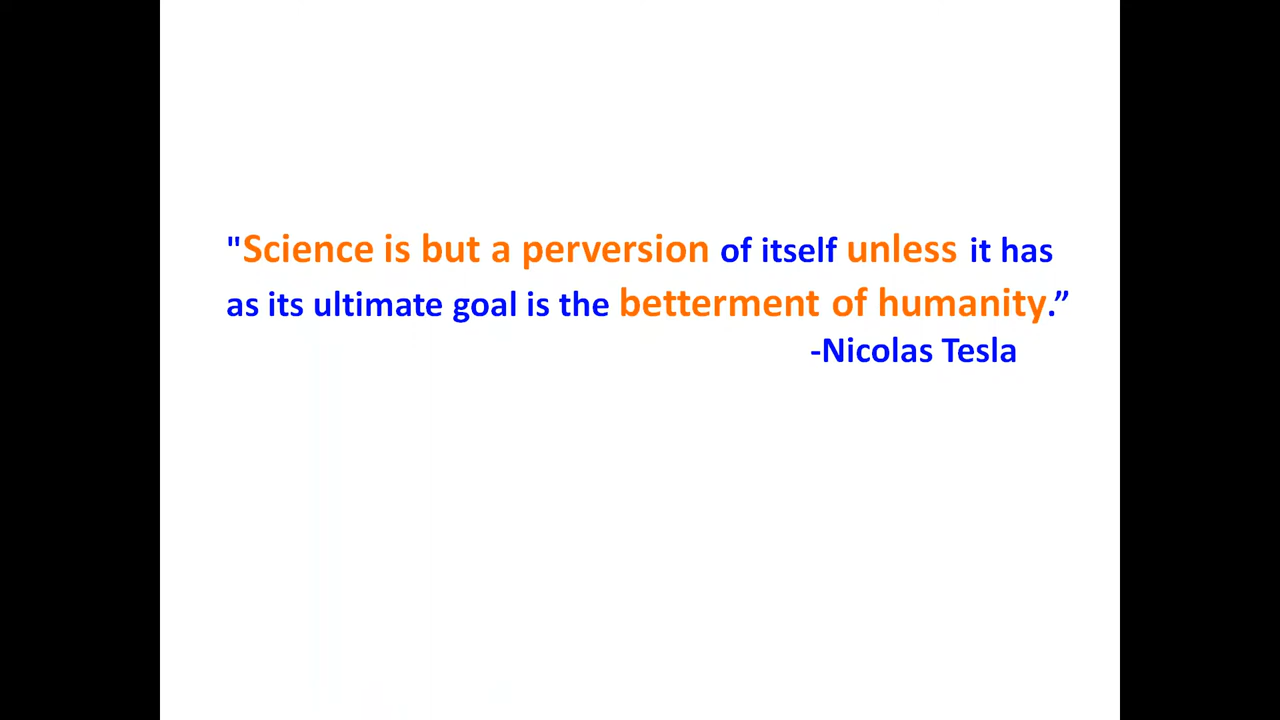 "Science is but a perversion of itself unless it has
as its ultimate goal is the betterment of humanity.”
-Nicolas Tesla